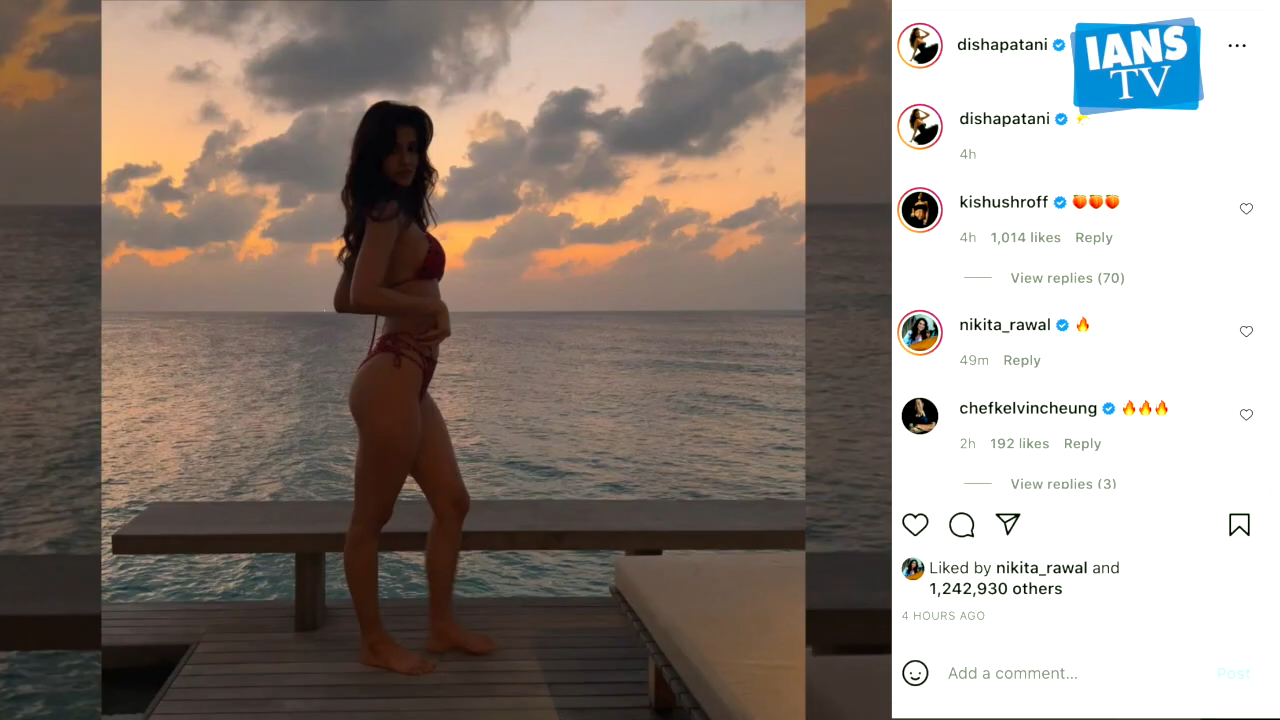 dishapatani
IANS
TV
dishapatani
4h
kishushroff 🍑🍑🍑
4h 1,014 likes Reply
View replies (70)
nikita_rawal 🔥
49m Reply
chefkelvincheung 🔥🔥🔥
2h 192 likes Reply
View replies (3)
Liked by nikita_rawal and
1,242,930 others
4 HOURS AGO
Add a comment... Post